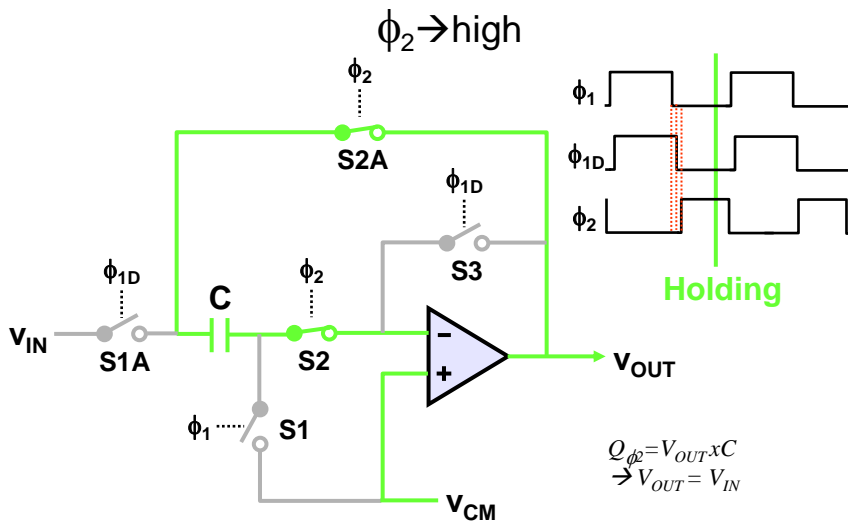 ϕ2→high
ϕ2
S2A
ϕ1D
S3
ϕ1D
C
ϕ2
vIN
S1A
S2
−
+
vOUT
ϕ1
S1
vCM
ϕ1
ϕ1D
ϕ2
Holding
Qϕ2=VOUTxC
→ VOUT= VIN